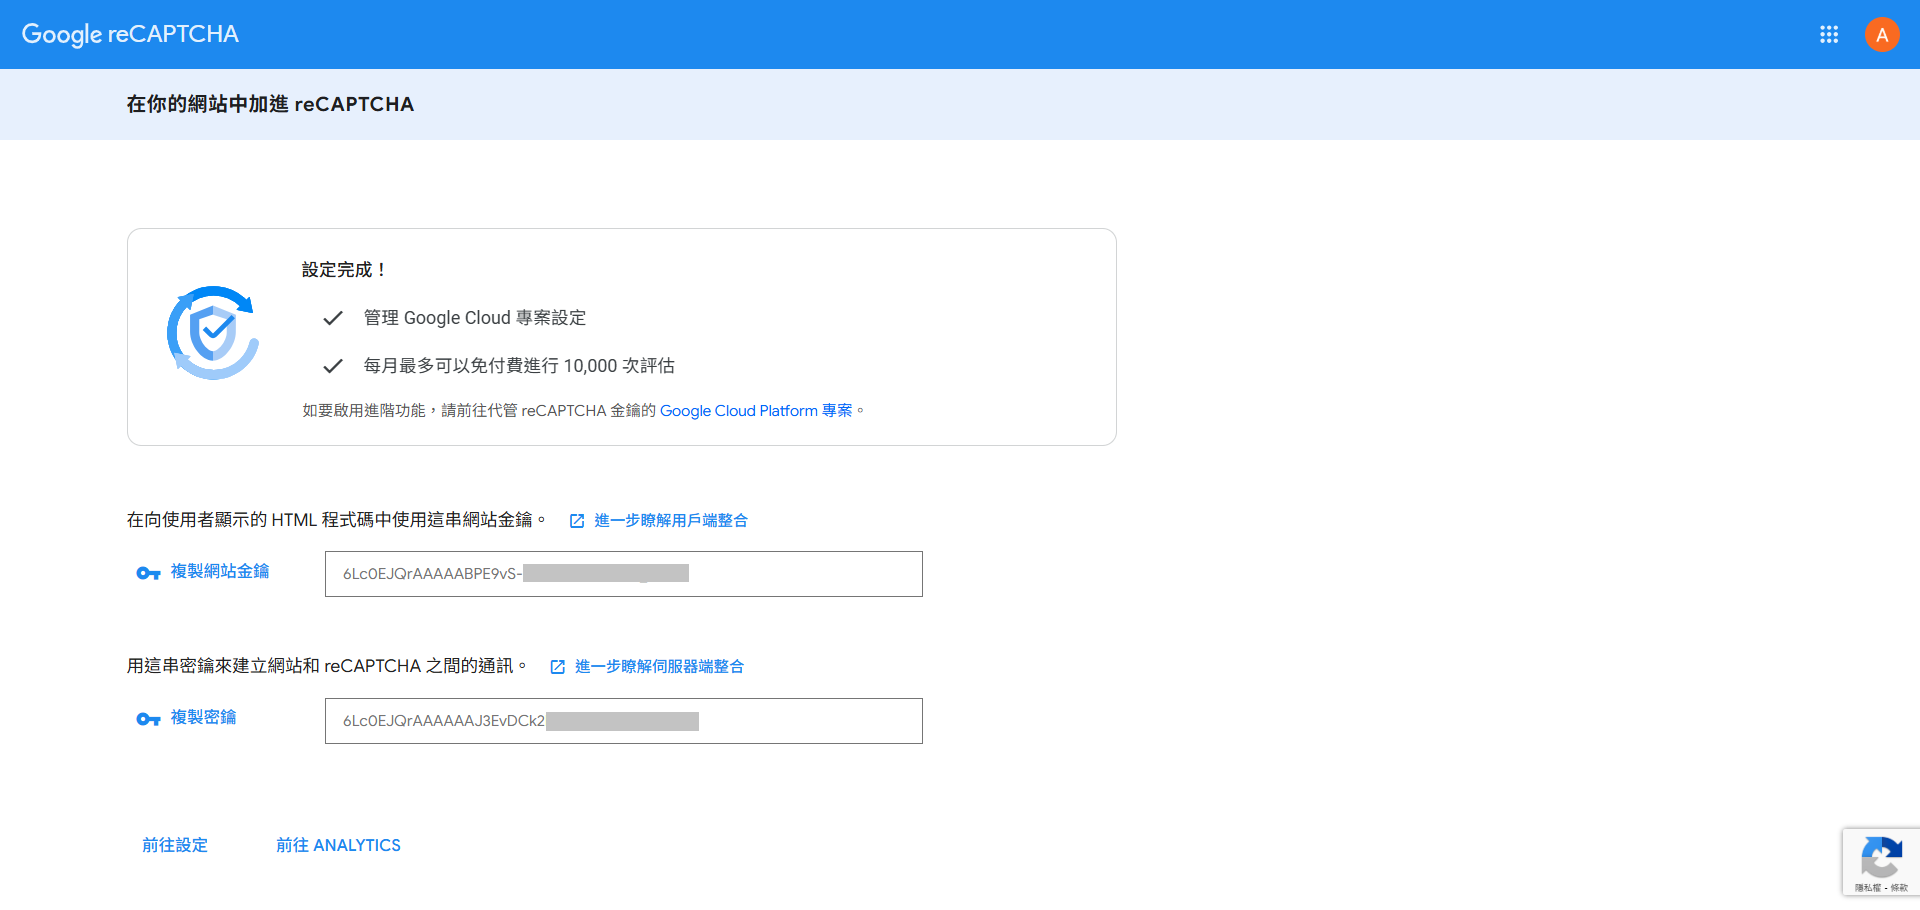 Google reCAPTCHA
A
在你的網站中加進 reCAPTCHA
設定完成！
管理 Google Cloud 專案設定
每月最多可以免付費進行 10,000 次評估
如要啟用進階功能，請前往代管 reCAPTCHA 金鑰的 Google Cloud Platform 專案。
在向使用者顯示的 HTML 程式碼中使用這串網站金鑰。 進一步瞭解用戶端整合
複製網站金鑰 6Lc0EJQrAAAAABPE9vS-
用這串密鑰來建立網站和 reCAPTCHA 之間的通訊。 進一步瞭解伺服器端整合
複製密鑰 6Lc0EJQrAAAAAAJ3EvDCk2
前往設定 前往 ANALYTICS
隱私權 - 條款